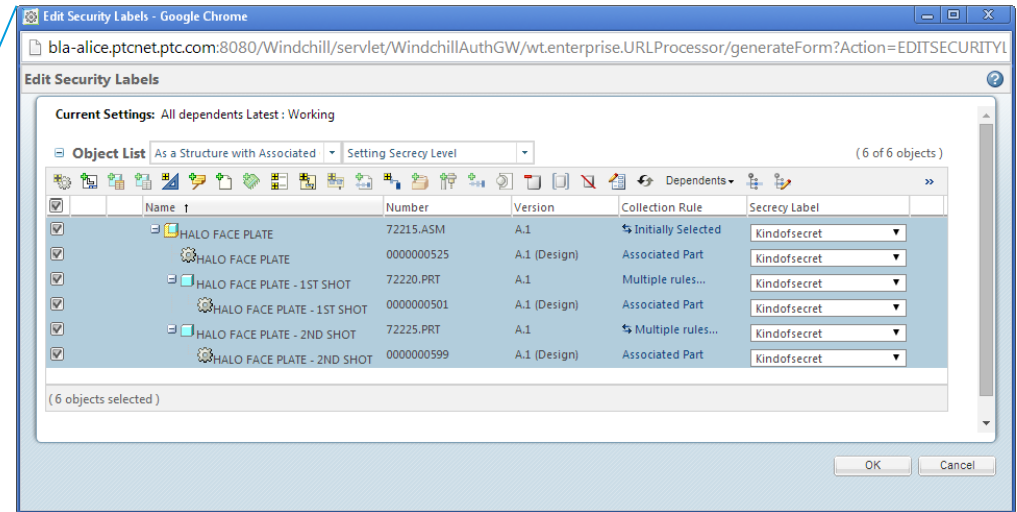 Edit Security Labels - Google Chrome
bla-alice.ptcnet.ptc.com:8080/Windchill/servlet/WindchillAuthGW/wt.enterprise.URLProcessor/generateForm?Action=EDITSECURITYL
Edit Security Labels
Current Settings: All dependents Latest : Working
Object List As a Structure with Associated Setting Secrecy Level (6 of 6 objects)
Dependents »
Name ↑ Number Version Collection Rule Secrecy Label
HALO FACE PLATE 72215.ASM A.1 Initially Selected Kindofsecret
HALO FACE PLATE 0000000525 A.1 (Design) Associated Part Kindofsecret
HALO FACE PLATE - 1ST SHOT 72220.PRT A.1 Multiple rules... Kindofsecret
HALO FACE PLATE - 1ST SHOT 0000000501 A.1 (Design) Associated Part Kindofsecret
HALO FACE PLATE - 2ND SHOT 72225.PRT A.1 Multiple rules... Kindofsecret
HALO FACE PLATE - 2ND SHOT 0000000599 A.1 (Design) Associated Part Kindofsecret
(6 objects selected)
OK Cancel